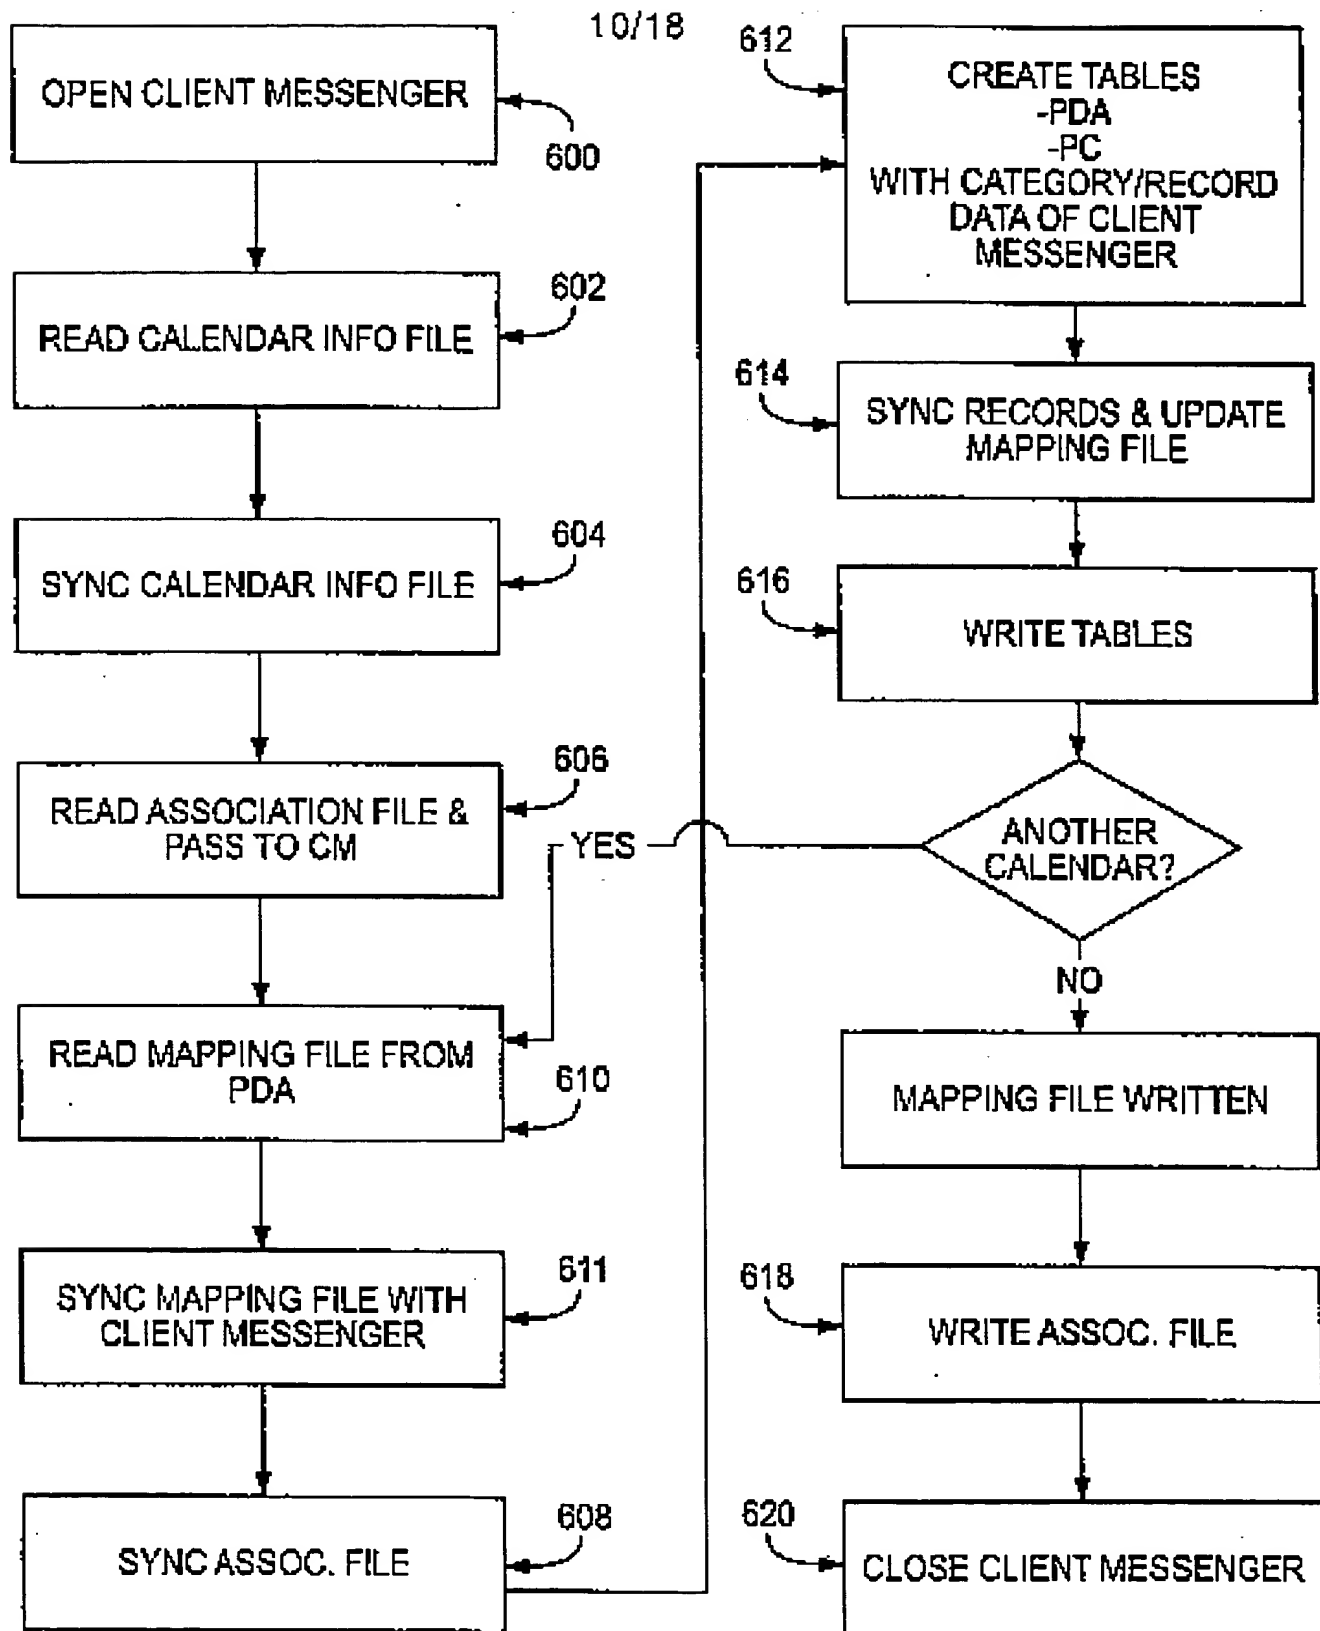 10/18
OPEN CLIENT MESSENGER
600
READ CALENDAR INFO FILE
602
SYNC CALENDAR INFO FILE
604
READ ASSOCIATION FILE &
PASS TO CM
606
READ MAPPING FILE FROM
PDA
610
SYNC MAPPING FILE WITH
CLIENT MESSENGER
611
SYNC ASSOC. FILE
608
612
CREATE TABLES
-PDA
-PC
WITH CATEGORY/RECORD
DATA OF CLIENT
MESSENGER
614
SYNC RECORDS & UPDATE
MAPPING FILE
616
WRITE TABLES
ANOTHER
CALENDAR?
YES
NO
MAPPING FILE WRITTEN
618
WRITE ASSOC. FILE
620
CLOSE CLIENT MESSENGER